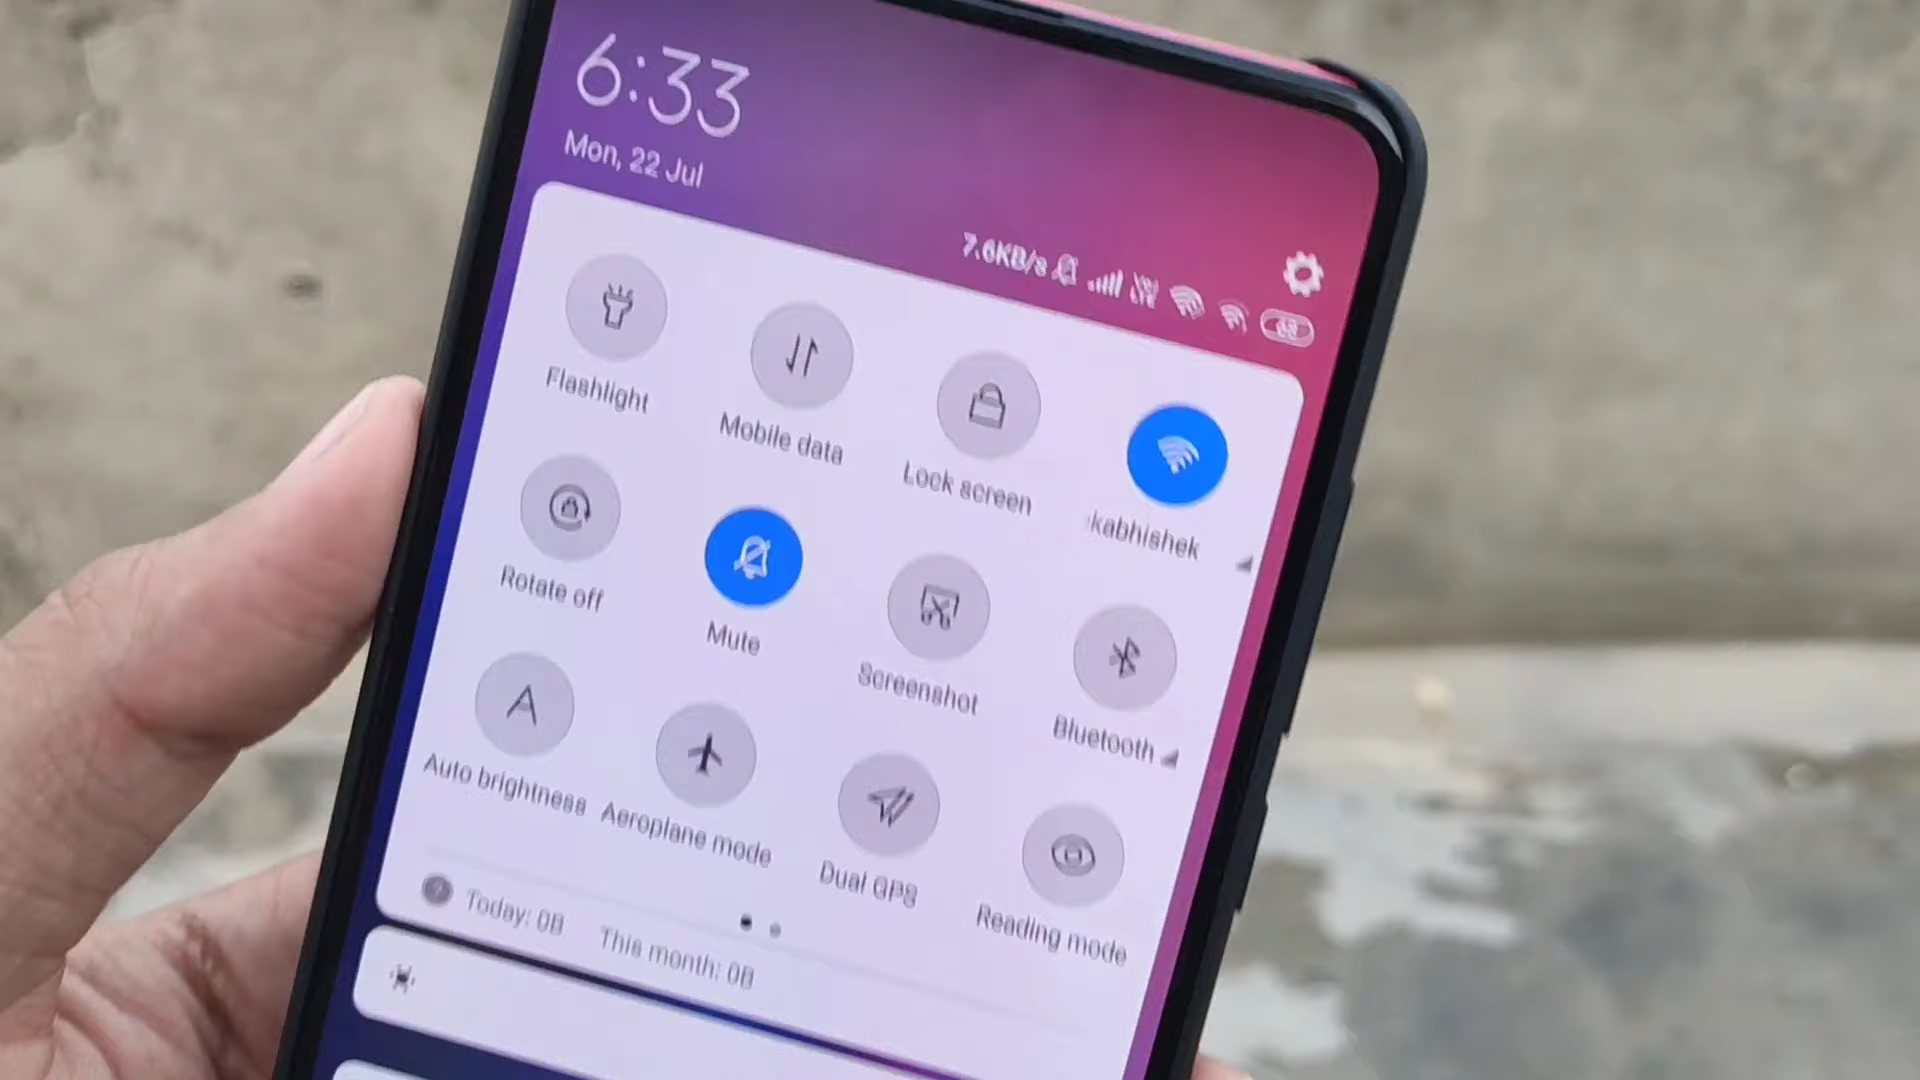 6:33
Mon, 22 Jul
7.6KB/s
Flashlight
Mobile data
Lock screen
kabhishek
Rotate off
Mute
Screenshot
Bluetooth
A
Auto brightness
Aeroplane mode
Dual GPS
Reading mode
Today: 0B This month: 0B